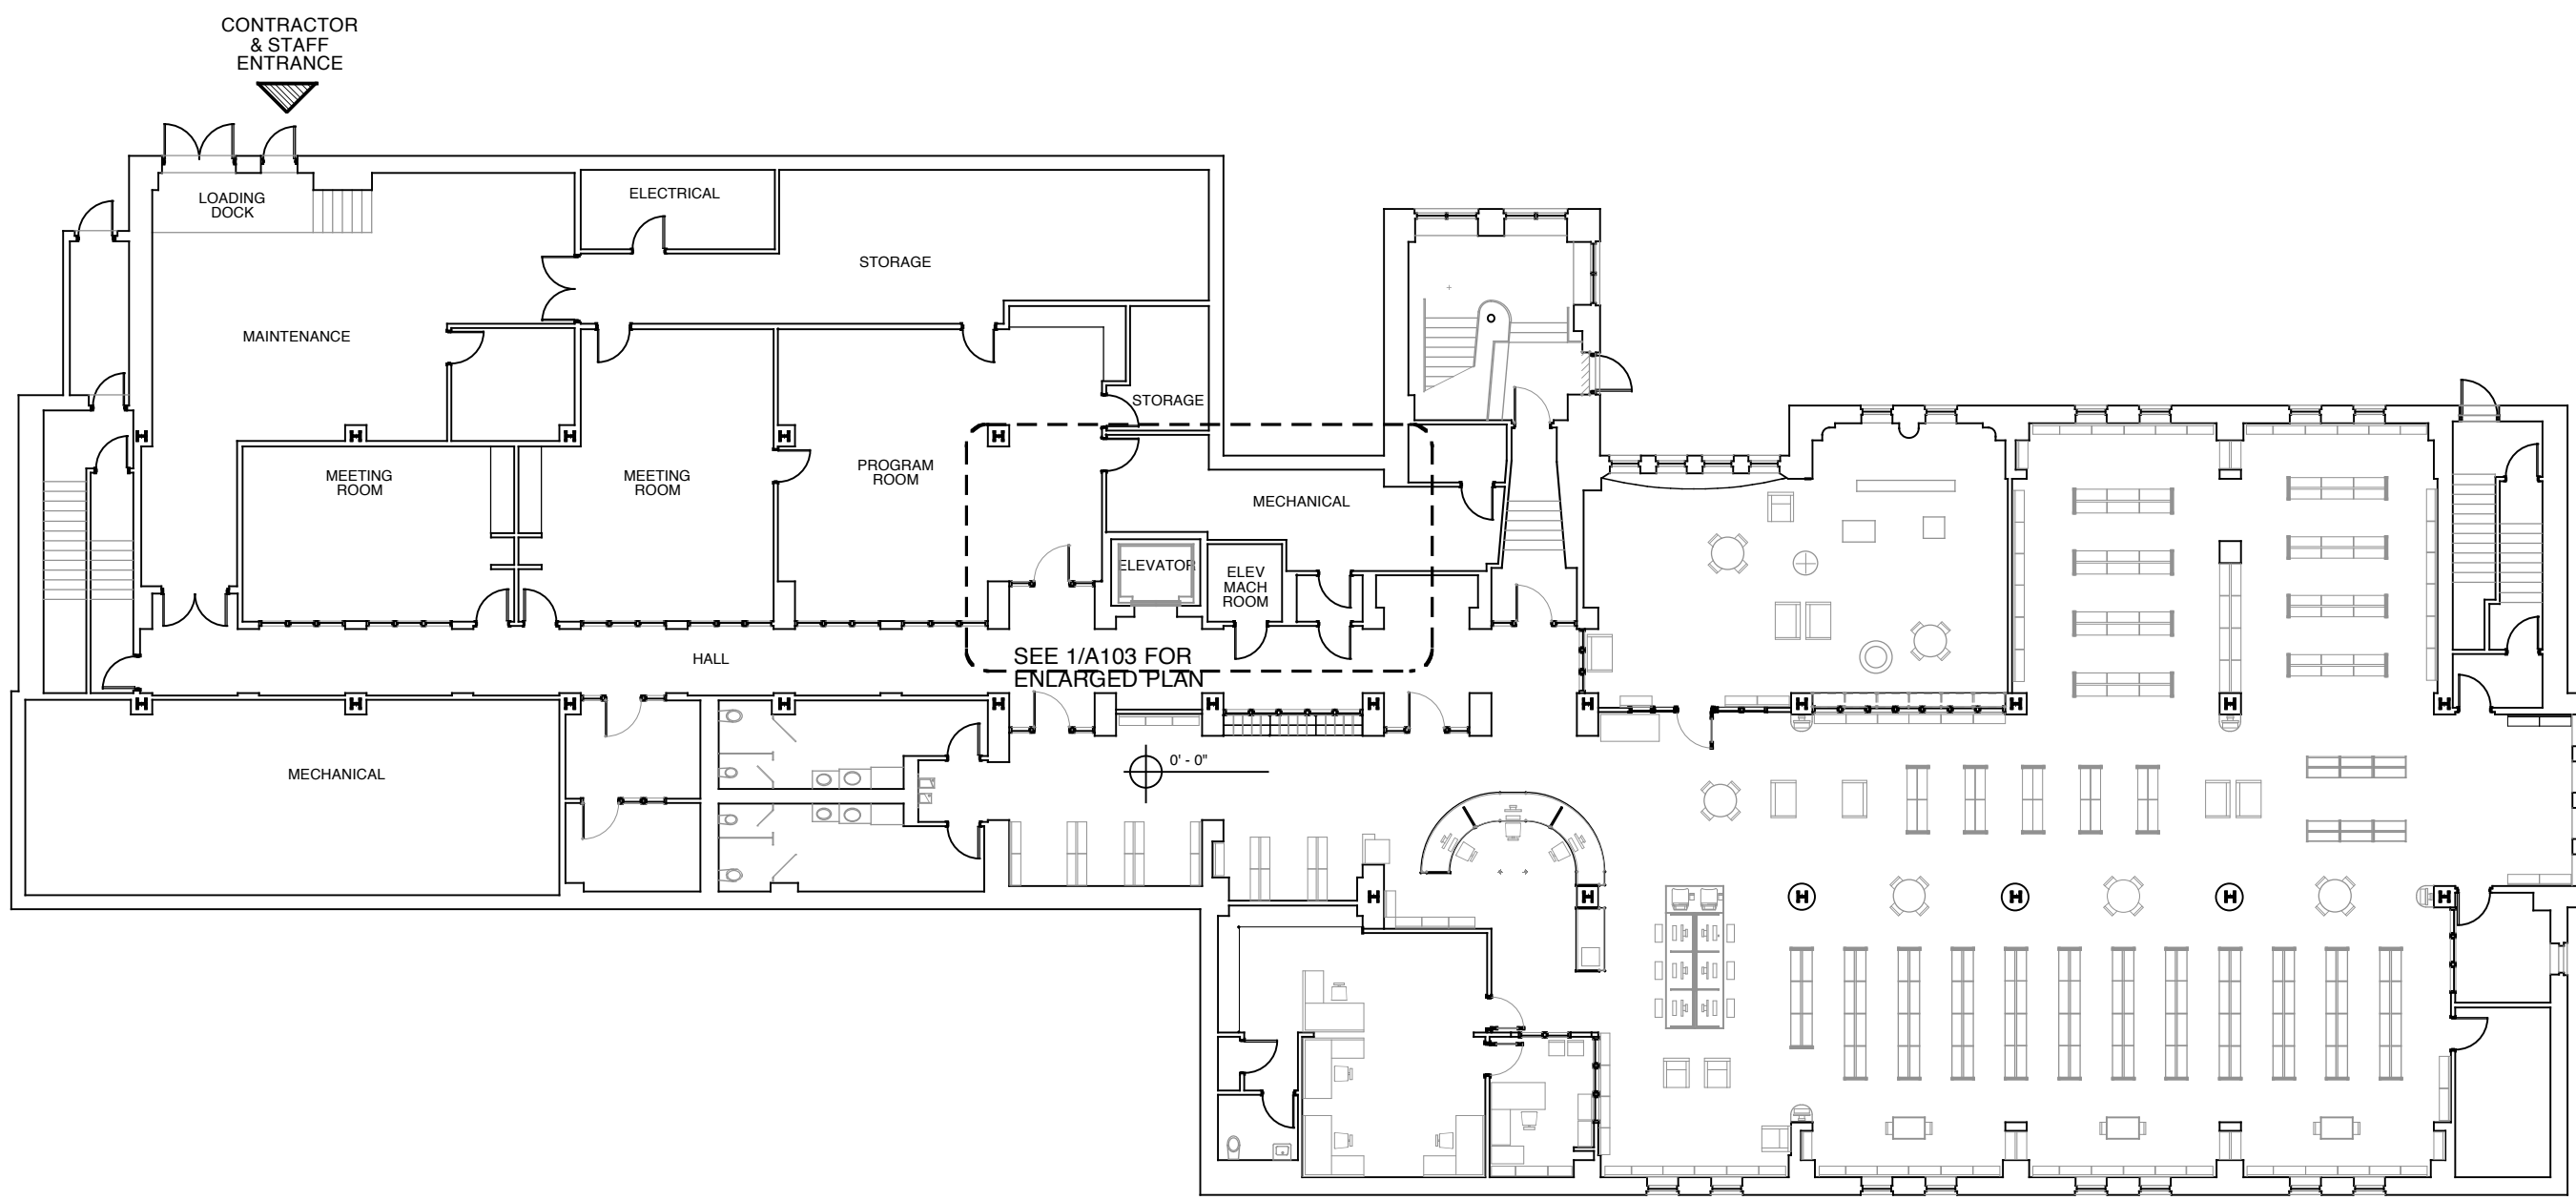 CONTRACTOR
& STAFF
ENTRANCE
LOADING
DOCK
ELECTRICAL
STORAGE
MAINTENANCE
STORAGE
MEETING
ROOM
MEETING
ROOM
PROGRAM
ROOM
MECHANICAL
ELEVATOR
ELEV
MACH
ROOM
HALL
SEE 1/A103 FOR
ENLARGED PLAN
0' - 0"
MECHANICAL